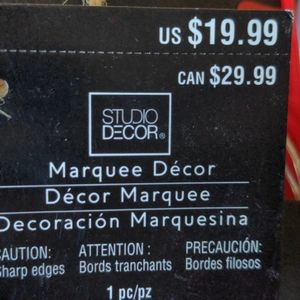 US $19.99
CAN $29.99
STUDIO
DECOR®
Marquee Décor
Décor Marquee
Decoración Marquesina
CAUTION: ATTENTION : PRECAUCIÓN:
Sharp edges Bords tranchants Bordes filosos
1 pc/pz